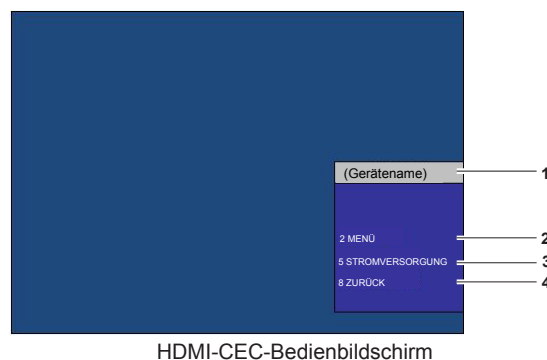 (Gerätename) 1
2 MENÜ 2
5 STROMVERSORGUNG 3
8 ZURÜCK 4
HDMI-CEC-Bedienbildschirm